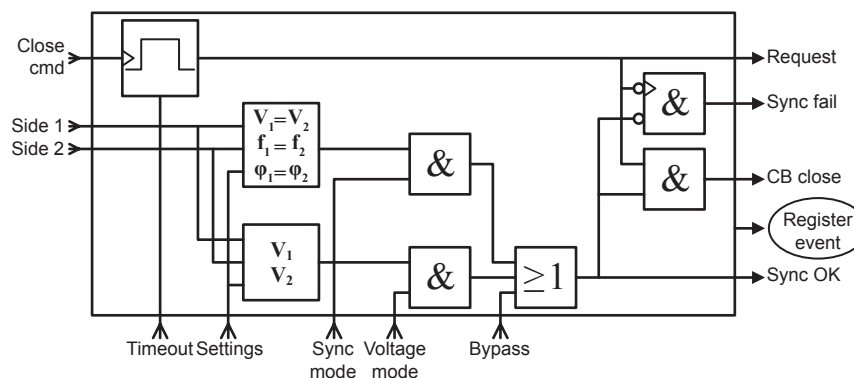 Close
cmd
Request
&
Sync fail
Side 1
Side 2
V₁=V₂
f₁ = f₂
φ₁=φ₂
&
&
CB close
Register
event
V₁
V₂
&
≥1
Sync OK
Timeout
Settings
Sync
mode
Voltage
mode
Bypass